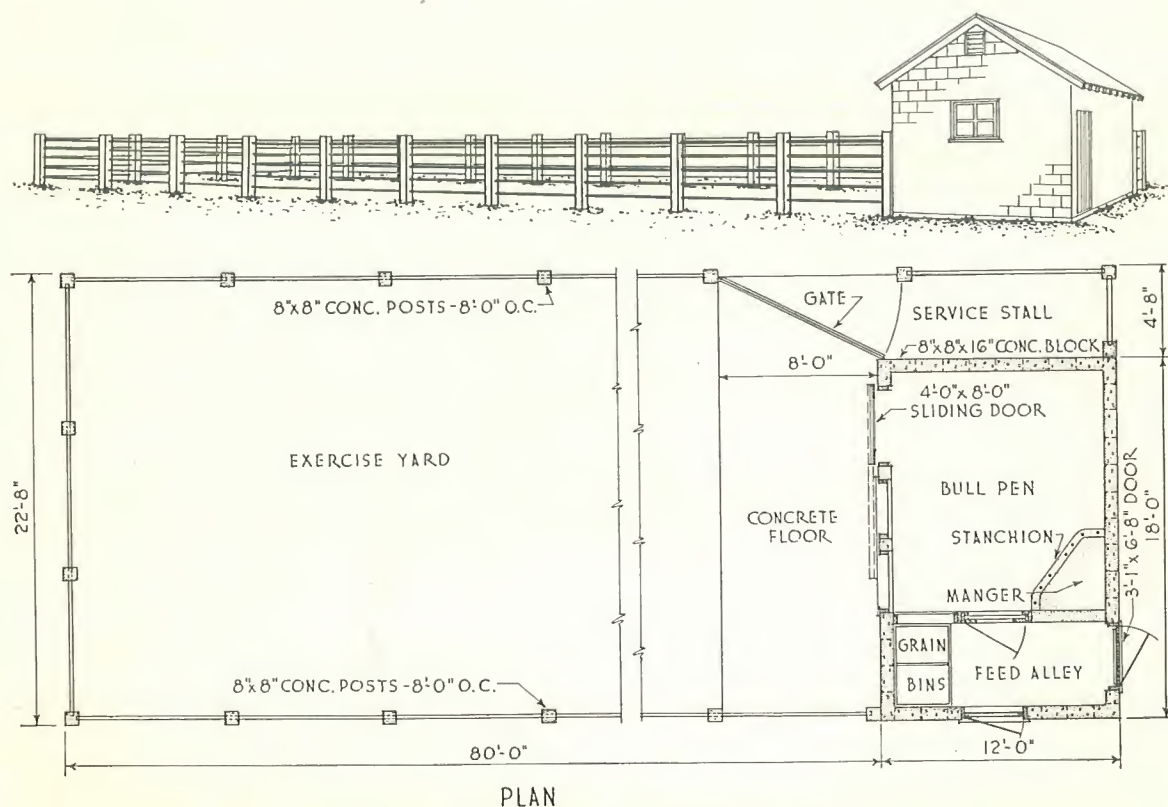 8"X8" CONC. POSTS - 8'-0" O.C.
GATE
SERVICE STALL
4'-8"
8"X8"X16" CONC. BLOCK
8'-0"
4'-0" X 8'-0"
SLIDING DOOR
EXERCISE YARD
22'-8"
BULL PEN
CONCRETE
FLOOR
STANCHION
3'-1" X 6'-8" DOOR
18'-0"
MANGER
GRAIN
BINS
FEED ALLEY
8"X8" CONC. POSTS - 8'-0" O.C.
80'-0"
12'-0"
PLAN